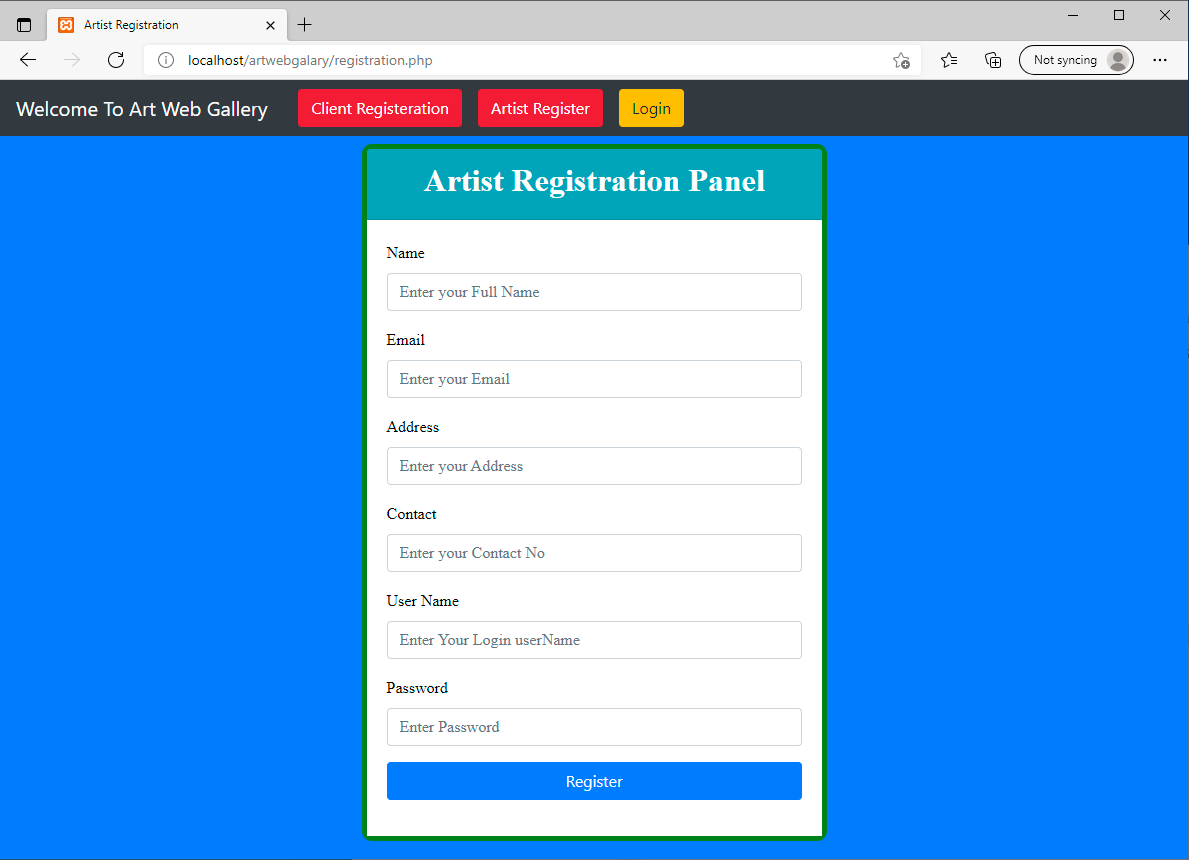 Artist Registration
localhost/artwebgalary/registration.php
Not syncing
Welcome To Art Web Gallery
Client Registeration
Artist Register
Login
Artist Registration Panel
Name
Enter your Full Name
Email
Enter your Email
Address
Enter your Address
Contact
Enter your Contact No
User Name
Enter Your Login userName
Password
Enter Password
Register